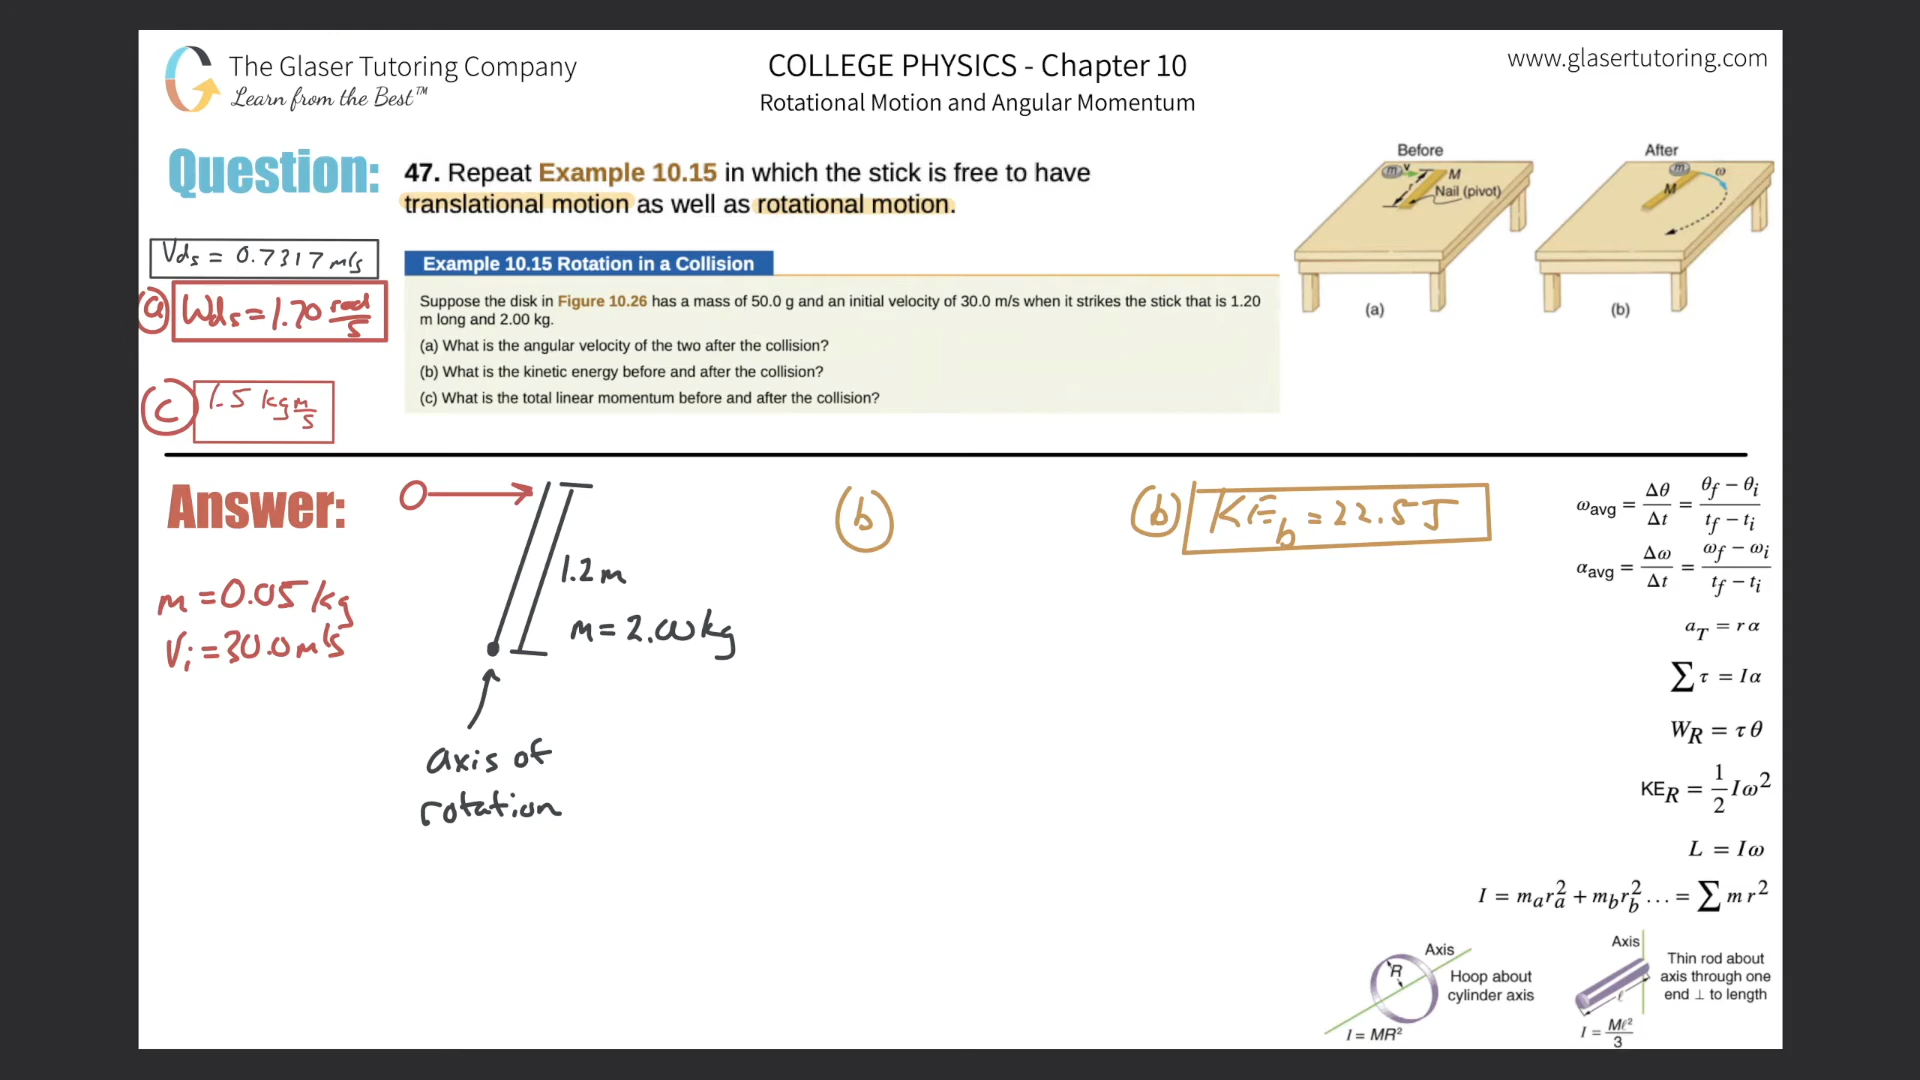 The Glaser Tutoring Company
Learn from the Best™
COLLEGE PHYSICS - Chapter 10
Rotational Motion and Angular Momentum
www.glasertutoring.com
Question:
47. Repeat Example 10.15 in which the stick is free to have
translational motion as well as rotational motion.
Vds = 0.7317 m/s
(a) Wds = 1.70 rad/s
(c) 1.5 kg m/s
Example 10.15 Rotation in a Collision
Suppose the disk in Figure 10.26 has a mass of 50.0 g and an initial velocity of 30.0 m/s when it strikes the stick that is 1.20
m long and 2.00 kg.
(a) What is the angular velocity of the two after the collision?
(b) What is the kinetic energy before and after the collision?
(c) What is the total linear momentum before and after the collision?
Before
m v
M
r
Nail (pivot)
(a)
After
m ω
M
(b)
Answer:
m = 0.05 kg
Vi = 30.0 m/s
1.2 m
m = 2.00 kg
axis of
rotation
(b)
(b) KEb = 22.5 J
ωavg = Δθ/Δt = (θf − θi)/(tf − ti)
αavg = Δω/Δt = (ωf − ωi)/(tf − ti)
aT = rα
∑τ = Iα
WR = τθ
KER = 1/2 Iω²
L = Iω
I = mara² + mbrb² ... = ∑mr²
Axis
R
Hoop about
cylinder axis
I = MR²
Axis
ℓ
Thin rod about
axis through one
end ⊥ to length
I = Mℓ²/3